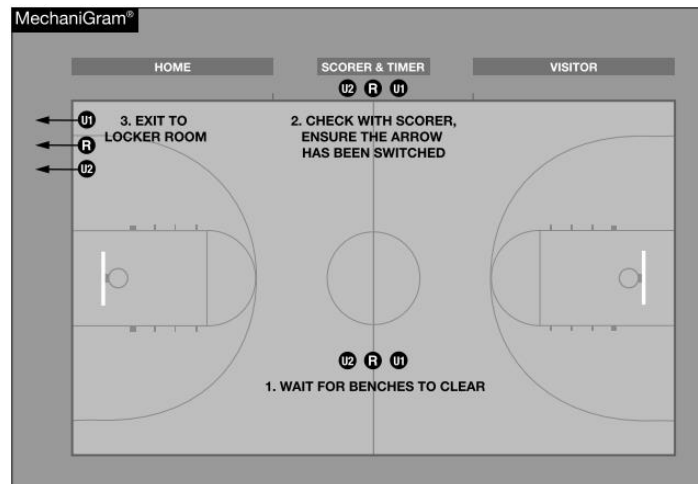 MechaniGram®
HOME
SCORER & TIMER
VISITOR
U2 R U1
U1
R
U2
3. EXIT TO
LOCKER ROOM
2. CHECK WITH SCORER,
ENSURE THE ARROW
HAS BEEN SWITCHED
U2 R U1
1. WAIT FOR BENCHES TO CLEAR